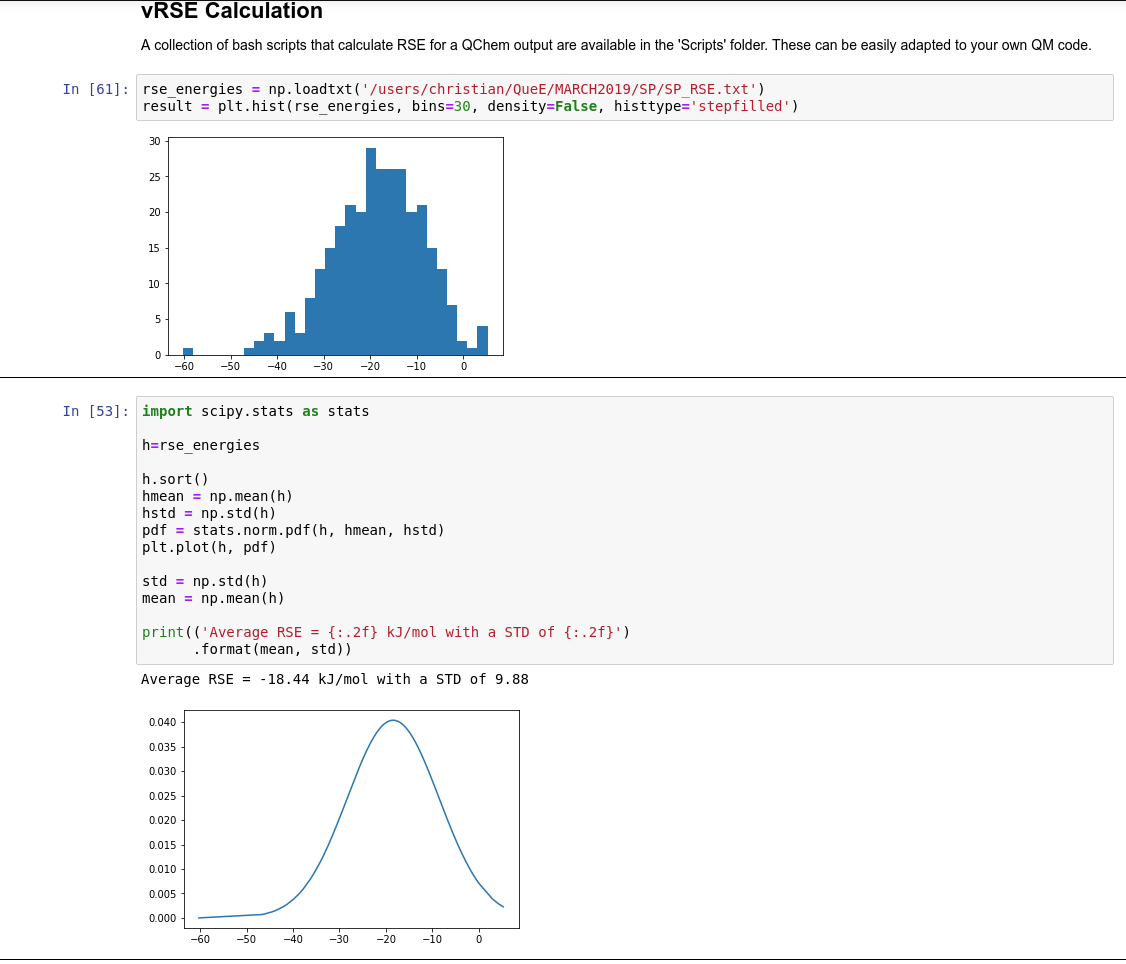 vRSE Calculation
A collection of bash scripts that calculate RSE for a QChem output are available in the 'Scripts' folder. These can be easily adapted to your own QM code.
In [61]: rse_energies = np.loadtxt('/users/christian/QueE/MARCH2019/SP/SP_RSE.txt')
result = plt.hist(rse_energies, bins=30, density=False, histtype='stepfilled')
30
25
20
15
10
5
0
−60 −50 −40 −30 −20 −10 0
In [53]: import scipy.stats as stats
h=rse_energies
h.sort()
hmean = np.mean(h)
hstd = np.std(h)
pdf = stats.norm.pdf(h, hmean, hstd)
plt.plot(h, pdf)
std = np.std(h)
mean = np.mean(h)
print(('Average RSE = {:.2f} kJ/mol with a STD of {:.2f}')
.format(mean, std))
Average RSE = -18.44 kJ/mol with a STD of 9.88
0.040
0.035
0.030
0.025
0.020
0.015
0.010
0.005
0.000
−60 −50 −40 −30 −20 −10 0